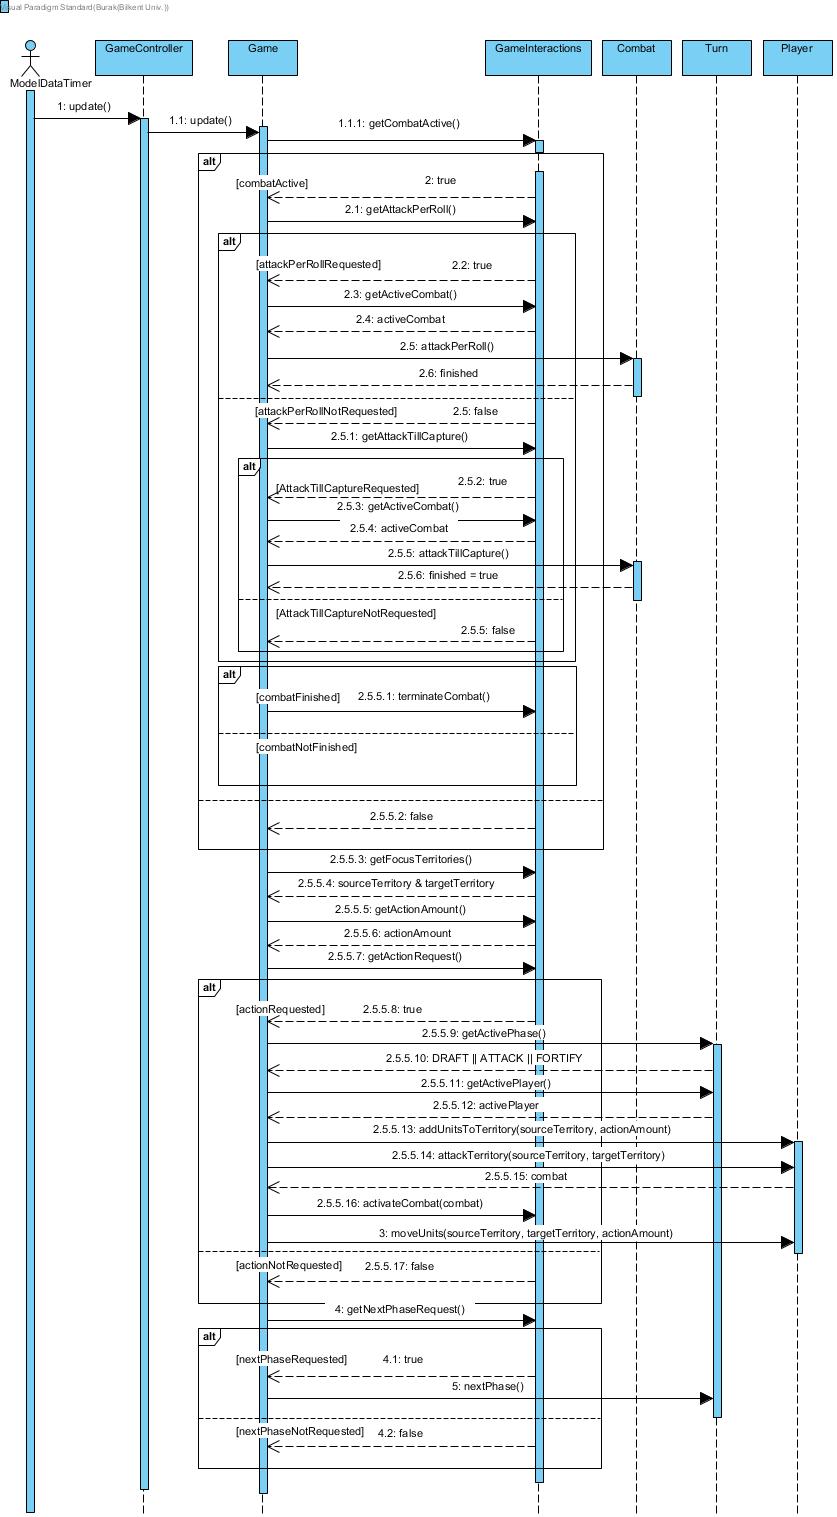 Visual Paradigm Standard(Burak(Bilkent Univ.))
GameController
Game
GameInteractions
Combat
Turn
Player
ModelDataTimer
1: update()
1.1: update()
1.1.1: getCombatActive()
alt
[combatActive]
2: true
2.1: getAttackPerRoll()
alt
[attackPerRollRequested]
2.2: true
2.3: getActiveCombat()
2.4: activeCombat
2.5: attackPerRoll()
2.6: finished
[attackPerRollNotRequested]
2.5: false
2.5.1: getAttackTillCapture()
alt
[AttackTillCaptureRequested]
2.5.2: true
2.5.3: getActiveCombat()
2.5.4: activeCombat
2.5.5: attackTillCapture()
2.5.6: finished = true
[AttackTillCaptureNotRequested]
2.5.5: false
alt
[combatFinished]
2.5.5.1: terminateCombat()
[combatNotFinished]
2.5.5.2: false
2.5.5.3: getFocusTerritories()
2.5.5.4: sourceTerritory & targetTerritory
2.5.5.5: getActionAmount()
2.5.5.6: actionAmount
2.5.5.7: getActionRequest()
alt
[actionRequested]
2.5.5.8: true
2.5.5.9: getActivePhase()
2.5.5.10: DRAFT || ATTACK || FORTIFY
2.5.5.11: getActivePlayer()
2.5.5.12: activePlayer
2.5.5.13: addUnitsToTerritory(sourceTerritory, actionAmount)
2.5.5.14: attackTerritory(sourceTerritory, targetTerritory)
2.5.5.15: combat
2.5.5.16: activateCombat(combat)
3: moveUnits(sourceTerritory, targetTerritory, actionAmount)
[actionNotRequested]
2.5.5.17: false
4: getNextPhaseRequest()
alt
[nextPhaseRequested]
4.1: true
5: nextPhase()
[nextPhaseNotRequested]
4.2: false